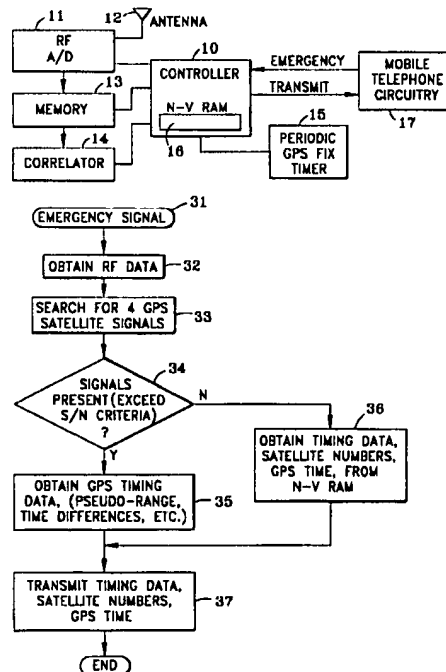 11
RF
A/D
12
ANTENNA
13
MEMORY
14
CORRELATOR
10
CONTROLLER
N-V RAM
16
EMERGENCY
TRANSMIT
MOBILE
TELEPHONE
CIRCUITRY
17
15
PERIODIC
GPS FIX
TIMER
31
EMERGENCY SIGNAL
OBTAIN RF DATA
32
SEARCH FOR 4 GPS
SATELLITE SIGNALS
33
34
SIGNALS
PRESENT (EXCEED
S/N CRITERIA)
?
N
Y
36
OBTAIN TIMING DATA,
SATELLITE NUMBERS,
GPS TIME, FROM
N-V RAM
OBTAIN GPS TIMING
DATA, (PSEUDO-RANGE,
TIME DIFFERENCES, ETC.)
35
TRANSMIT TIMING DATA,
SATELLITE NUMBERS,
GPS TIME
37
END